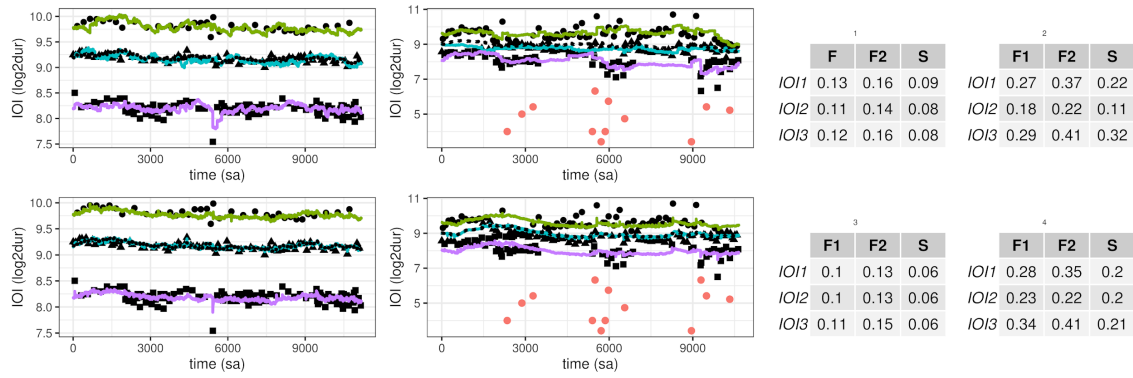 IOI (log2dur)
10.0
9.5
9.0
8.5
8.0
7.5
0 3000 6000 9000
time (sa)
IOI (log2dur)
11
9
7
5
0 3000 6000 9000
time (sa)
1
F F2 S
IOI1 0.13 0.16 0.09
IOI2 0.11 0.14 0.08
IOI3 0.12 0.16 0.08
2
F1 F2 S
IOI1 0.27 0.37 0.22
IOI2 0.18 0.22 0.11
IOI3 0.29 0.41 0.32
IOI (log2dur)
10.0
9.5
9.0
8.5
8.0
7.5
0 3000 6000 9000
time (sa)
IOI (log2dur)
11
9
7
5
0 3000 6000 9000
time (sa)
3
F1 F2 S
IOI1 0.1 0.13 0.06
IOI2 0.1 0.13 0.06
IOI3 0.11 0.15 0.06
4
F1 F2 S
IOI1 0.28 0.35 0.2
IOI2 0.23 0.22 0.2
IOI3 0.34 0.41 0.21